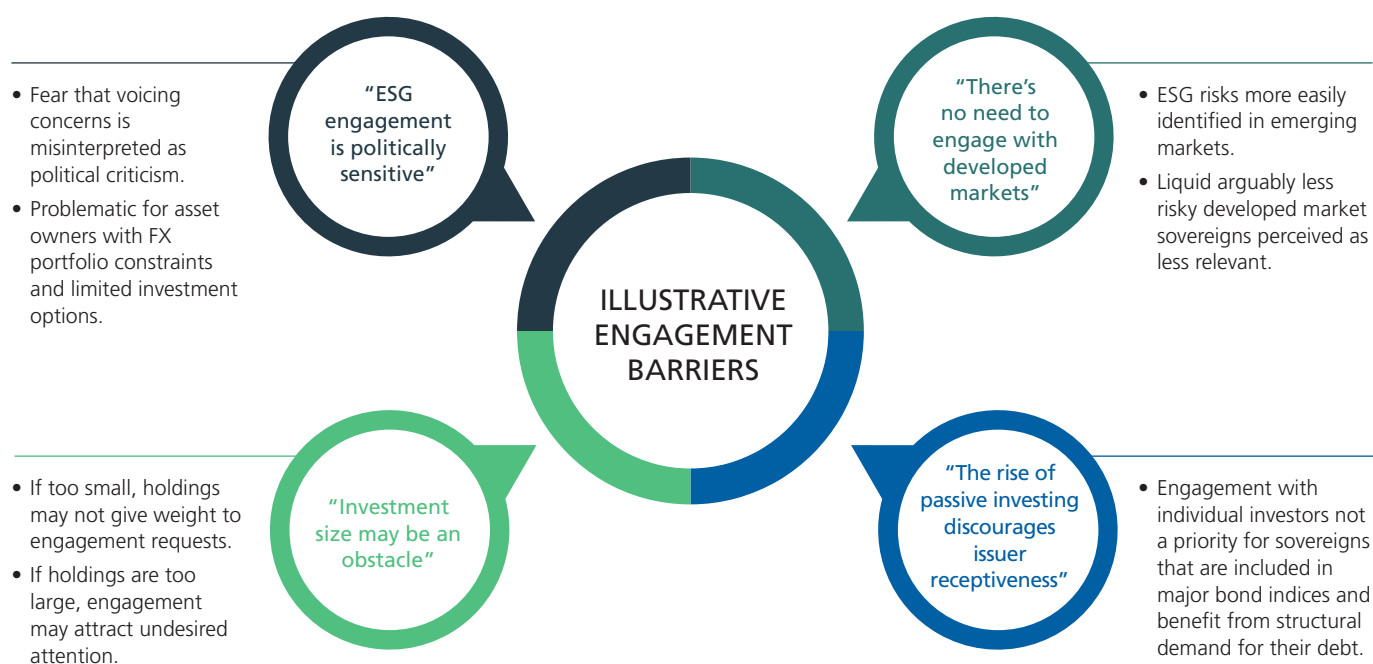 • Fear that voicing
concerns is
misinterpreted as
political criticism.
• Problematic for asset
owners with FX
portfolio constraints
and limited investment
options.
“ESG
engagement
is politically
sensitive”
“There’s
no need to
engage with
developed
markets”
• ESG risks more easily
identified in emerging
markets.
• Liquid arguably less
risky developed market
sovereigns perceived as
less relevant.
ILLUSTRATIVE
ENGAGEMENT
BARRIERS
• If too small, holdings
may not give weight to
engagement requests.
• If holdings are too
large, engagement
may attract undesired
attention.
“Investment
size may be an
obstacle”
“The rise of
passive investing
discourages
issuer
receptiveness”
• Engagement with
individual investors not
a priority for sovereigns
that are included in
major bond indices and
benefit from structural
demand for their debt.